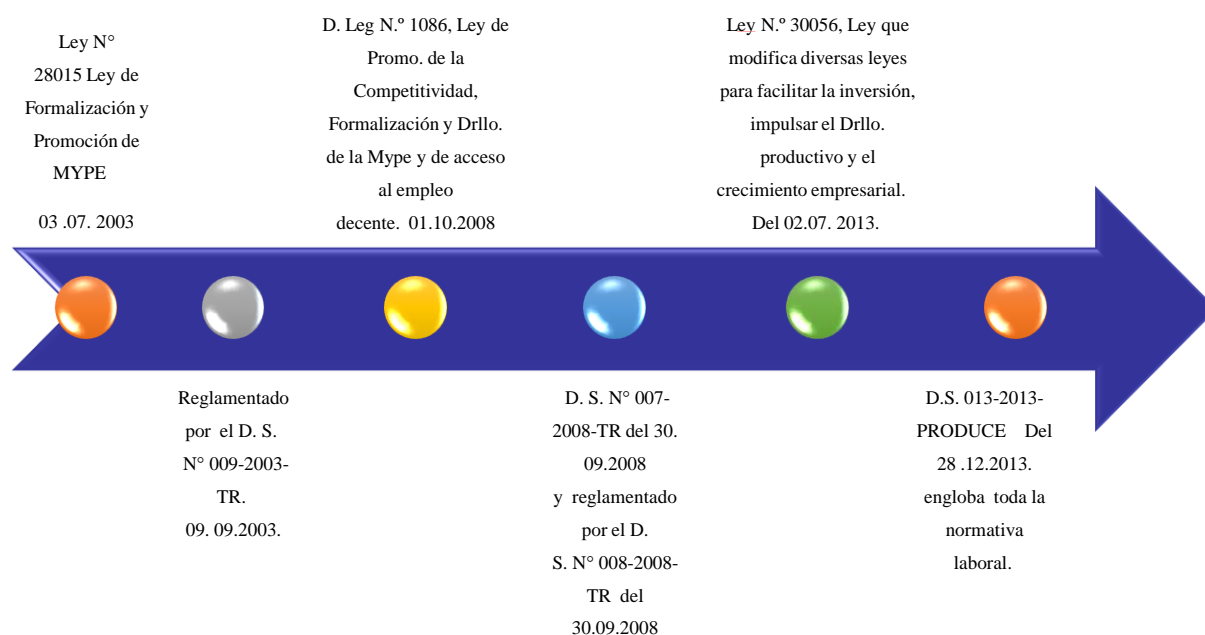 Ley N°
28015 Ley de
Formalización y
Promoción de
MYPE
03 .07. 2003
D. Leg N.º 1086, Ley de
Promo. de la
Competitividad,
Formalización y Drllo.
de la Mype y de acceso
al empleo
decente. 01.10.2008
Ley N.º 30056, Ley que
modifica diversas leyes
para facilitar la inversión,
impulsar el Drllo.
productivo y el
crecimiento empresarial.
Del 02.07. 2013.
Reglamentado
por el D. S.
N° 009-2003-
TR.
09. 09.2003.
D. S. N° 007-
2008-TR del 30.
09.2008
y reglamentado
por el D.
S. N° 008-2008-
TR del
30.09.2008
D.S. 013-2013-
PRODUCE Del
28 .12.2013.
engloba toda la
normativa
laboral.